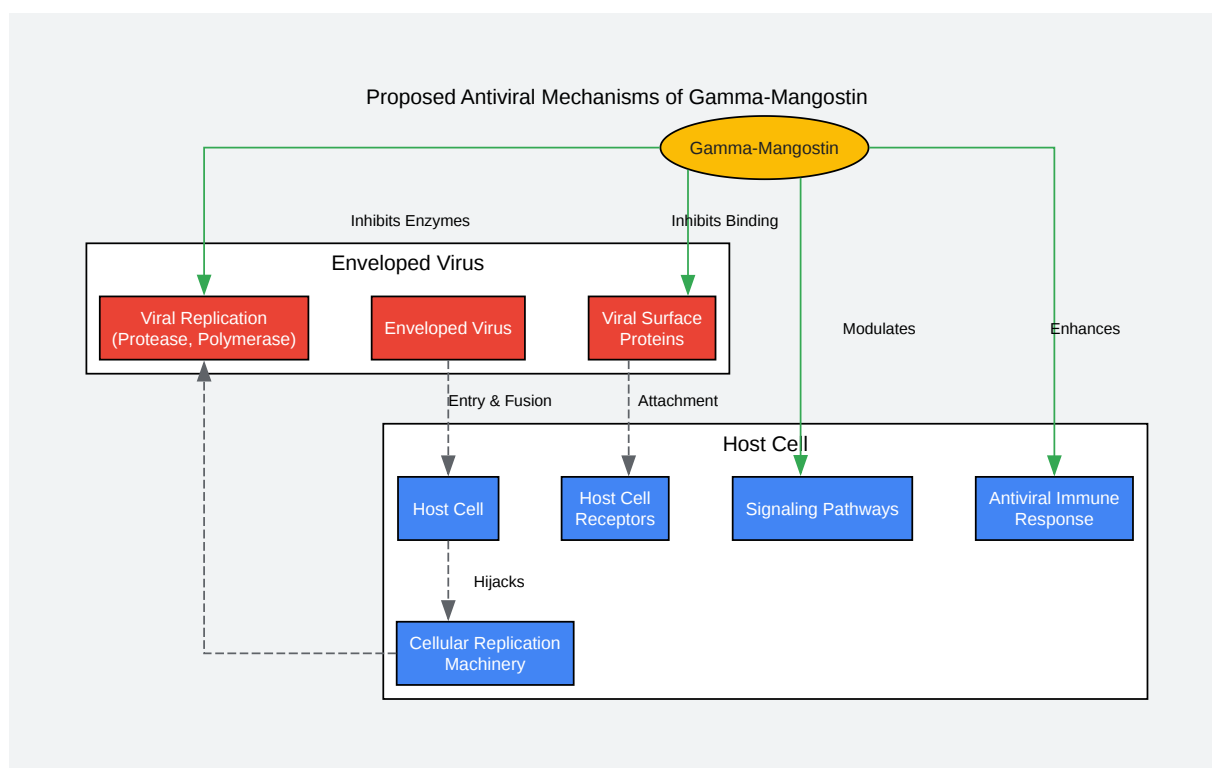 Proposed Antiviral Mechanisms of Gamma-Mangostin
Gamma-Mangostin
Inhibits Enzymes
Inhibits Binding
Enveloped Virus
Viral Replication
(Protease, Polymerase)
Enveloped Virus
Viral Surface
Proteins
Modulates
Enhances
Entry & Fusion
Attachment
Host Cell
Host Cell
Host Cell
Receptors
Signaling Pathways
Antiviral Immune
Response
Hijacks
Cellular Replication
Machinery